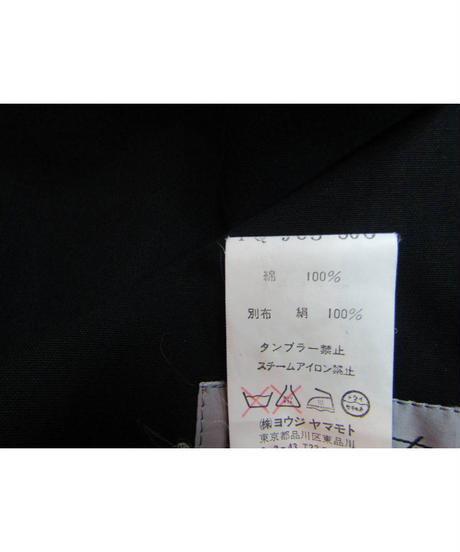 綿 100%
別布 絹 100%
タンブラー禁止
スチームアイロン禁止
㈱ヨウジ ヤマモト
東京都品川区東品川